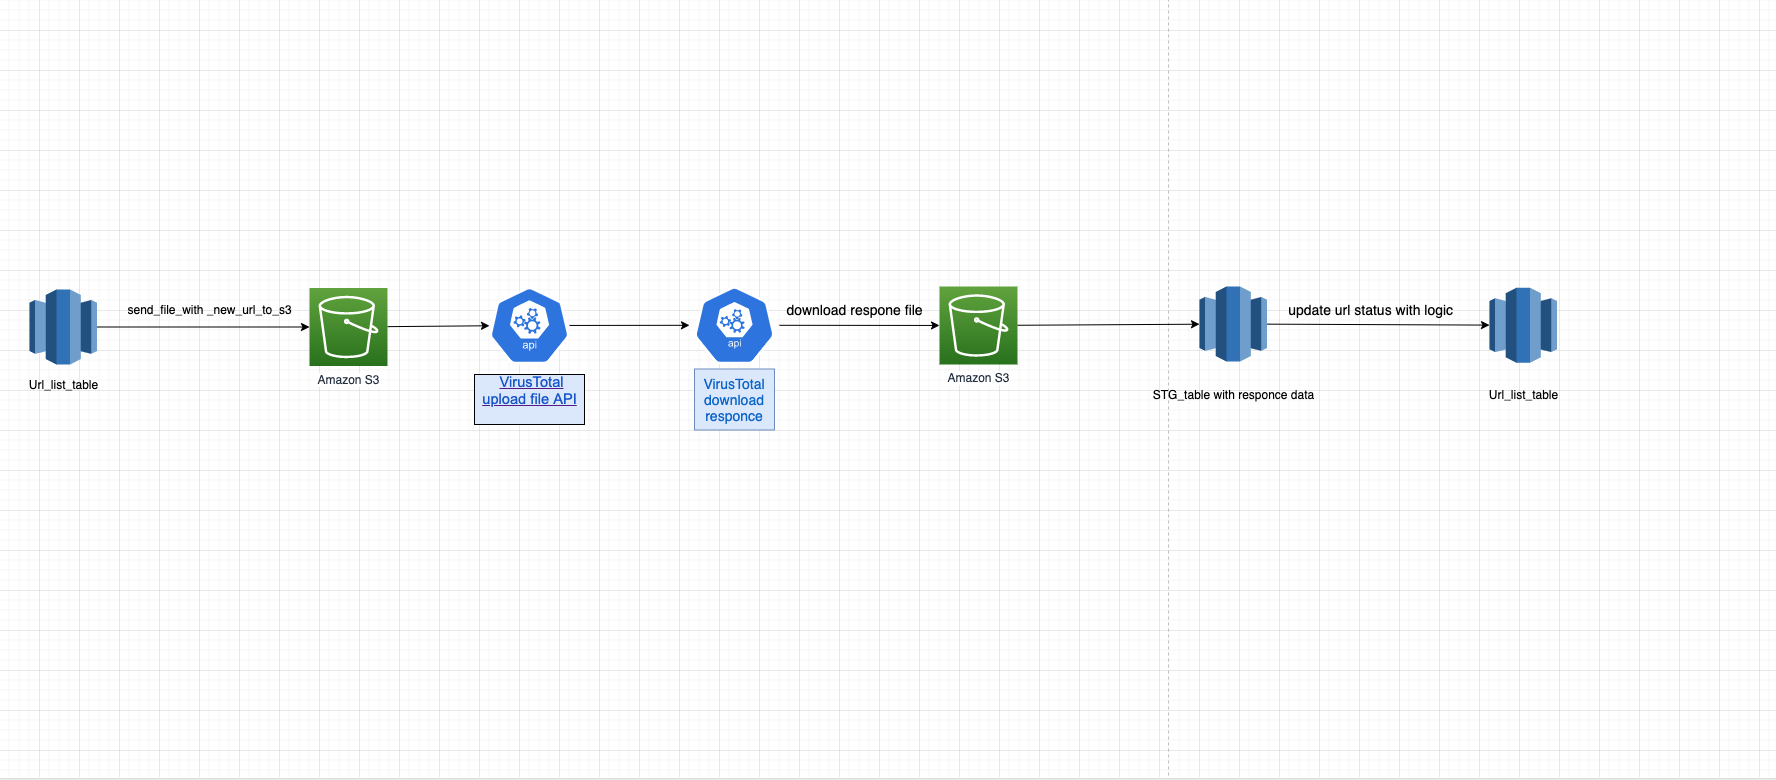 send_file_with _new_url_to_s3
Url_list_table
Amazon S3
api
VirusTotal
upload file API
api
VirusTotal
download
responce
download respone file
Amazon S3
STG_table with responce data
update url status with logic
Url_list_table